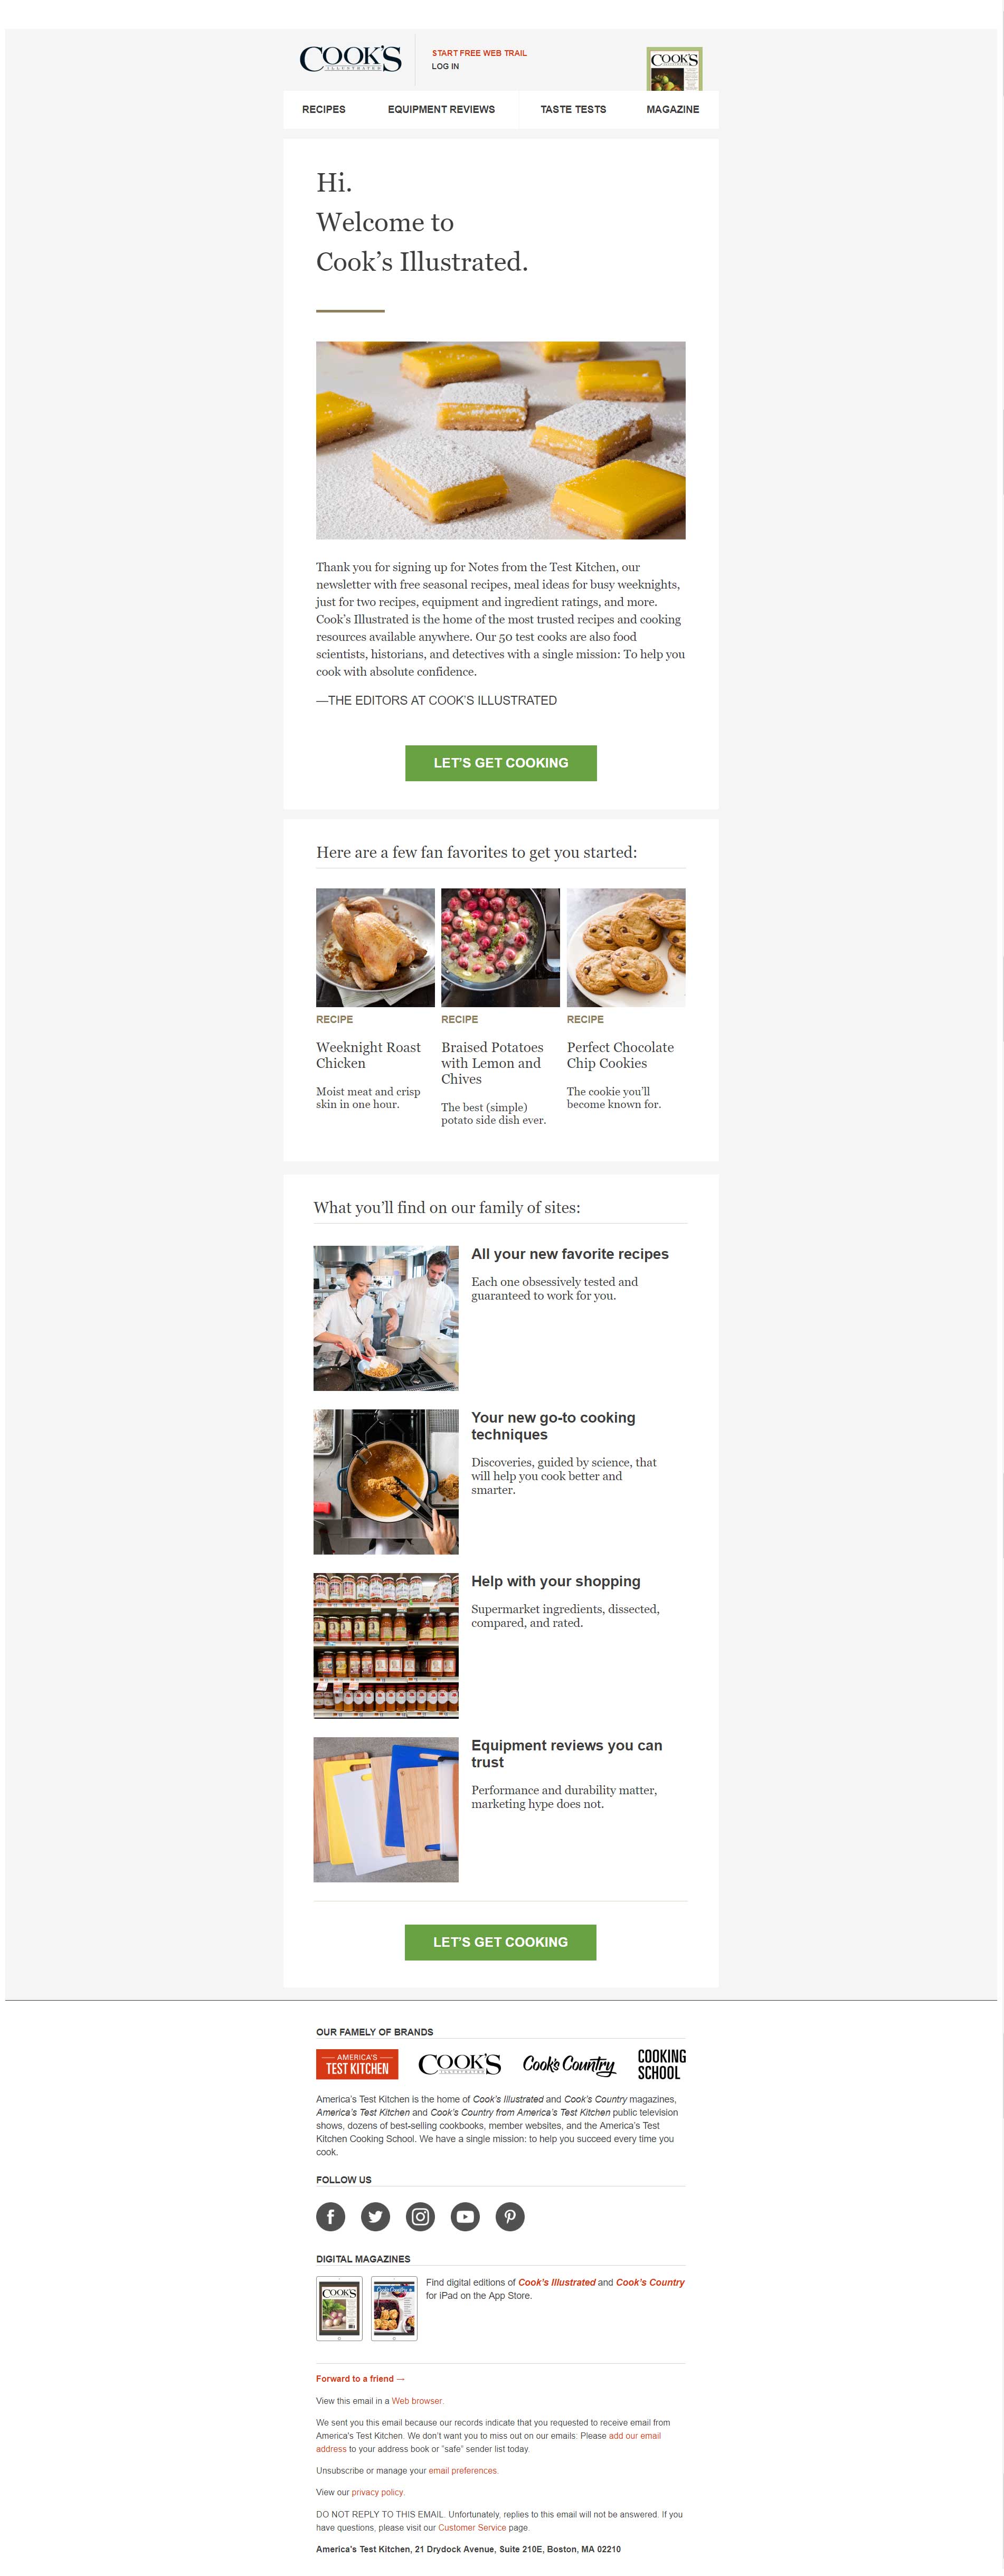 COOK'S
ILLUSTRATED
START FREE WEB TRAIL
LOG IN
COOK'S
RECIPES EQUIPMENT REVIEWS TASTE TESTS MAGAZINE
Hi.
Welcome to
Cook's Illustrated.
Thank you for signing up for Notes from the Test Kitchen, our
newsletter with free seasonal recipes, meal ideas for busy weeknights,
just for two recipes, equipment and ingredient ratings, and more.
Cook's Illustrated is the home of the most trusted recipes and cooking
resources available anywhere. Our 50 test cooks are also food
scientists, historians, and detectives with a single mission: To help you
cook with absolute confidence.
—THE EDITORS AT COOK'S ILLUSTRATED
LET'S GET COOKING
Here are a few fan favorites to get you started:
RECIPE
Weeknight Roast
Chicken
Moist meat and crisp
skin in one hour.
RECIPE
Braised Potatoes
with Lemon and
Chives
The best (simple)
potato side dish ever.
RECIPE
Perfect Chocolate
Chip Cookies
The cookie you'll
become known for.
What you'll find on our family of sites:
All your new favorite recipes
Each one obsessively tested and
guaranteed to work for you.
Your new go-to cooking
techniques
Discoveries, guided by science, that
will help you cook better and
smarter.
Help with your shopping
Supermarket ingredients, dissected,
compared, and rated.
Equipment reviews you can
trust
Performance and durability matter,
marketing hype does not.
LET'S GET COOKING
OUR FAMILY OF BRANDS
AMERICA'S
TEST KITCHEN
COOK'S
ILLUSTRATED
Cook's Country
COOKING
SCHOOL
America's Test Kitchen is the home of Cook's Illustrated and Cook's Country magazines,
America's Test Kitchen and Cook's Country from America's Test Kitchen public television
shows, dozens of best-selling cookbooks, member websites, and the America's Test
Kitchen Cooking School. We have a single mission: to help you succeed every time you
cook.
FOLLOW US
DIGITAL MAGAZINES
COOK'S
Cook's Country
Find digital editions of Cook's Illustrated and Cook's Country
for iPad on the App Store.
Forward to a friend →
View this email in a Web browser.
We sent you this email because our records indicate that you requested to receive email from
America's Test Kitchen. We don't want you to miss out on our emails: Please add our email
address to your address book or "safe" sender list today.
Unsubscribe or manage your email preferences.
View our privacy policy.
DO NOT REPLY TO THIS EMAIL. Unfortunately, replies to this email will not be answered. If you
have questions, please visit our Customer Service page.
America's Test Kitchen, 21 Drydock Avenue, Suite 210E, Boston, MA 02210